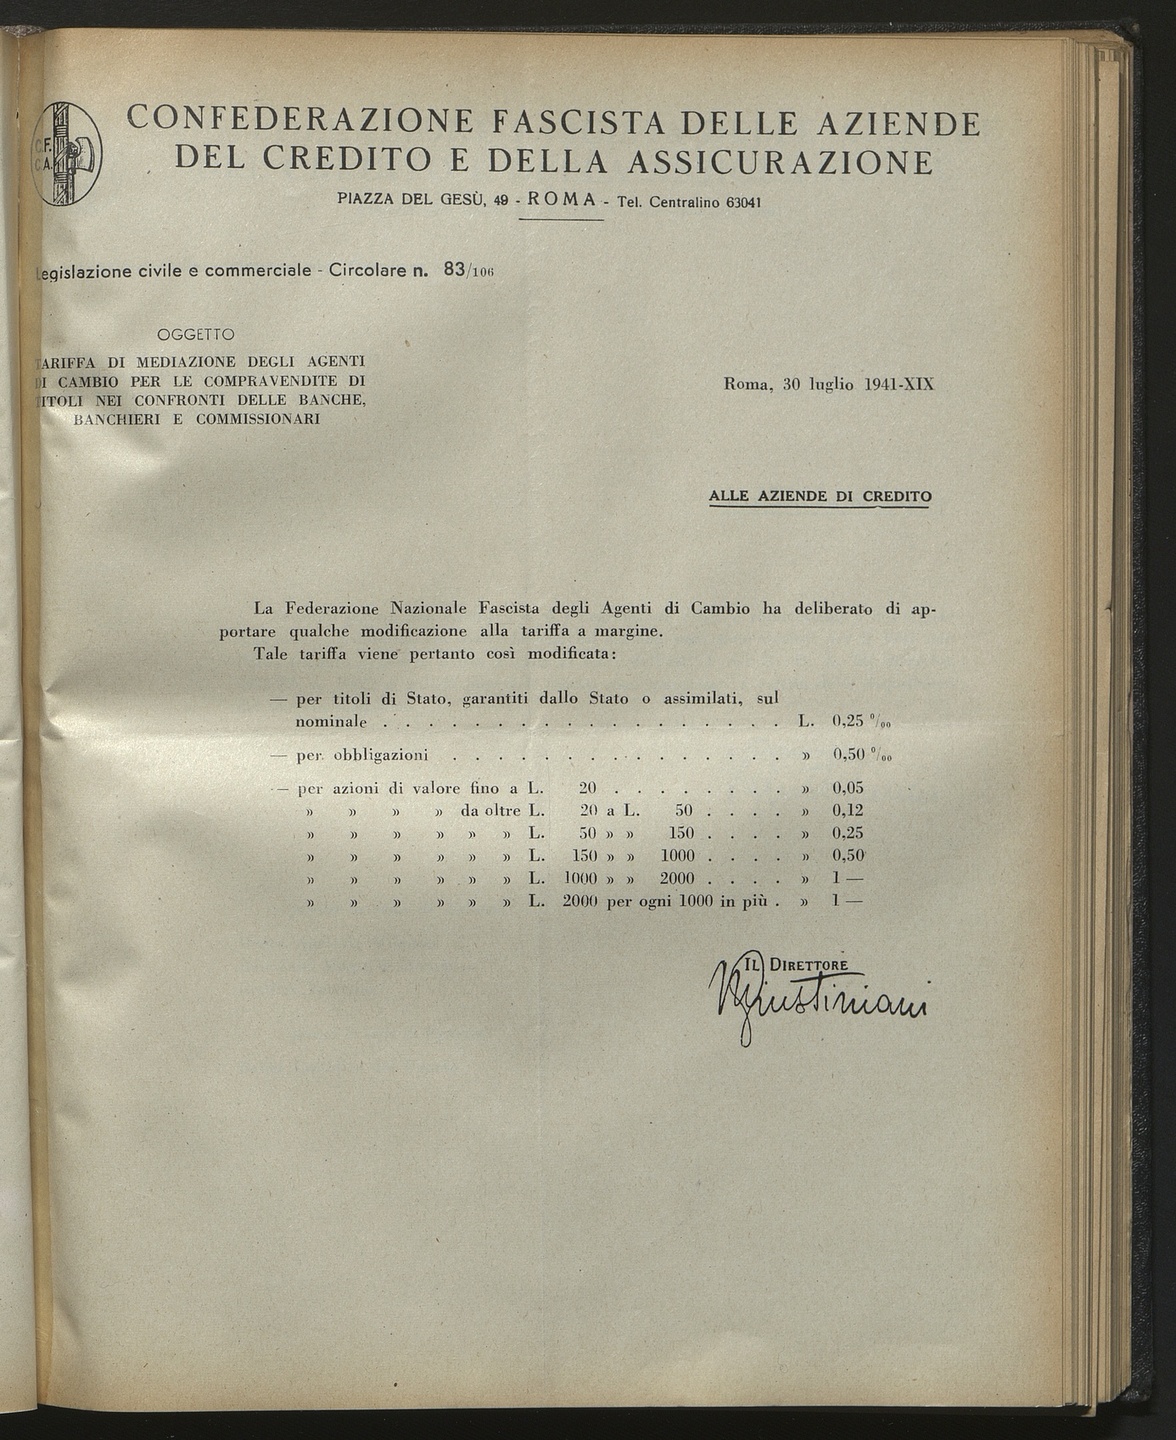 C.F.
C.A.
CONFEDERAZIONE FASCISTA DELLE AZIENDE
DEL CREDITO E DELLA ASSICURAZIONE
PIAZZA DEL GESÙ, 49 - ROMA - Tel. Centralino 63041
Legislazione civile e commerciale - Circolare n. 83/106
OGGETTO
TARIFFA DI MEDIAZIONE DEGLI AGENTI
DI CAMBIO PER LE COMPRAVENDITE DI
TITOLI NEI CONFRONTI DELLE BANCHE,
BANCHIERI E COMMISSIONARI
Roma, 30 luglio 1941-XIX
ALLE AZIENDE DI CREDITO
La Federazione Nazionale Fascista degli Agenti di Cambio ha deliberato di ap-
portare qualche modificazione alla tariffa a margine.
Tale tariffa viene pertanto così modificata:
— per titoli di Stato, garantiti dallo Stato o assimilati, sul
nominale . . . . . . . . . . . . . . . . . . L. 0,25 ‰
— per obbligazioni . . . . . . . . . . . . . . . » 0,50 ‰
— per azioni di valore fino a L. 20 . . . . . . . . » 0,05
» » » » da oltre L. 20 a L. 50 . . . . » 0,12
» » » » » » L. 50 » » 150 . . . . » 0,25
» » » » » » L. 150 » » 1000 . . . . » 0,50
» » » » » » L. 1000 » » 2000 . . . . » 1 —
» » » » » » L. 2000 per ogni 1000 in più . » 1 —
IL DIRETTORE
Giustiniani